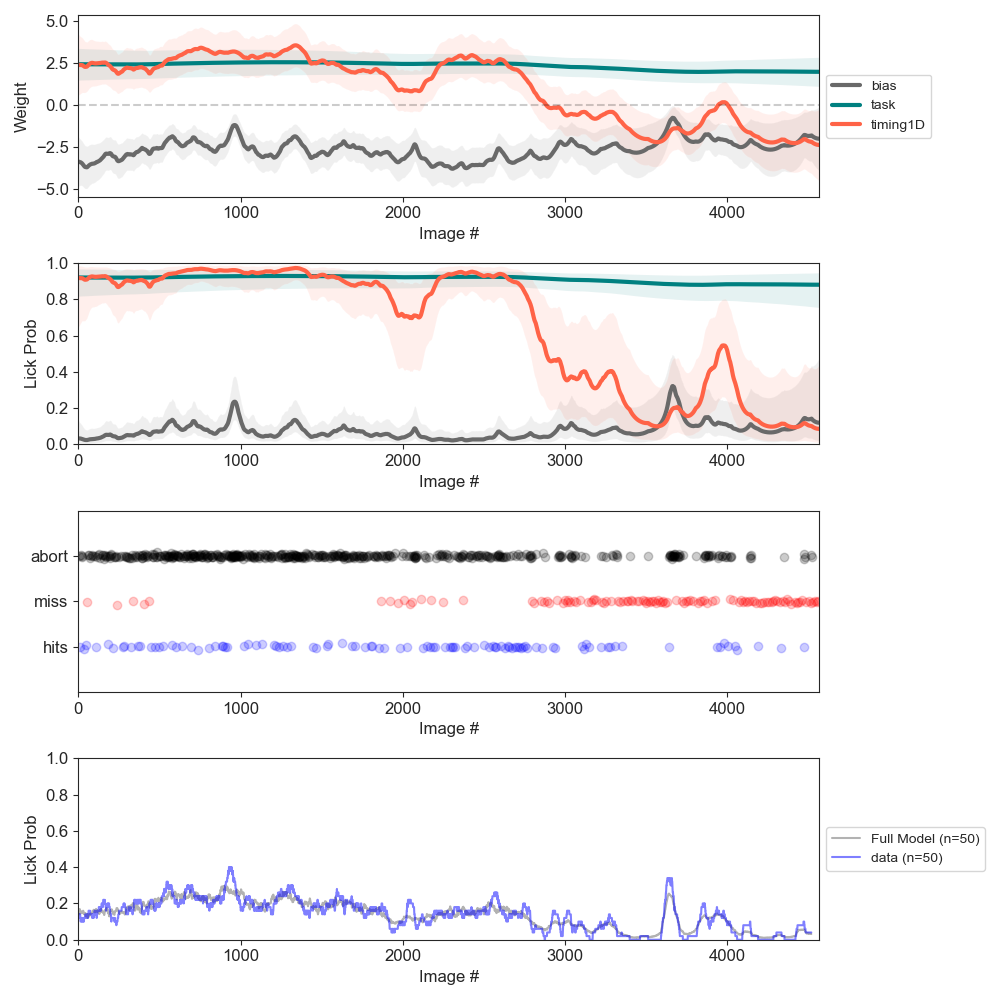 5.0
2.5
0.0
−2.5
−5.0
Weight
0 1000 2000 3000 4000
Image #
bias
task
timing1D
1.0
0.8
0.6
0.4
0.2
0.0
Lick Prob
0 1000 2000 3000 4000
Image #
abort
miss
hits
0 1000 2000 3000 4000
Image #
1.0
0.8
0.6
0.4
0.2
0.0
Lick Prob
0 1000 2000 3000 4000
Image #
Full Model (n=50)
data (n=50)